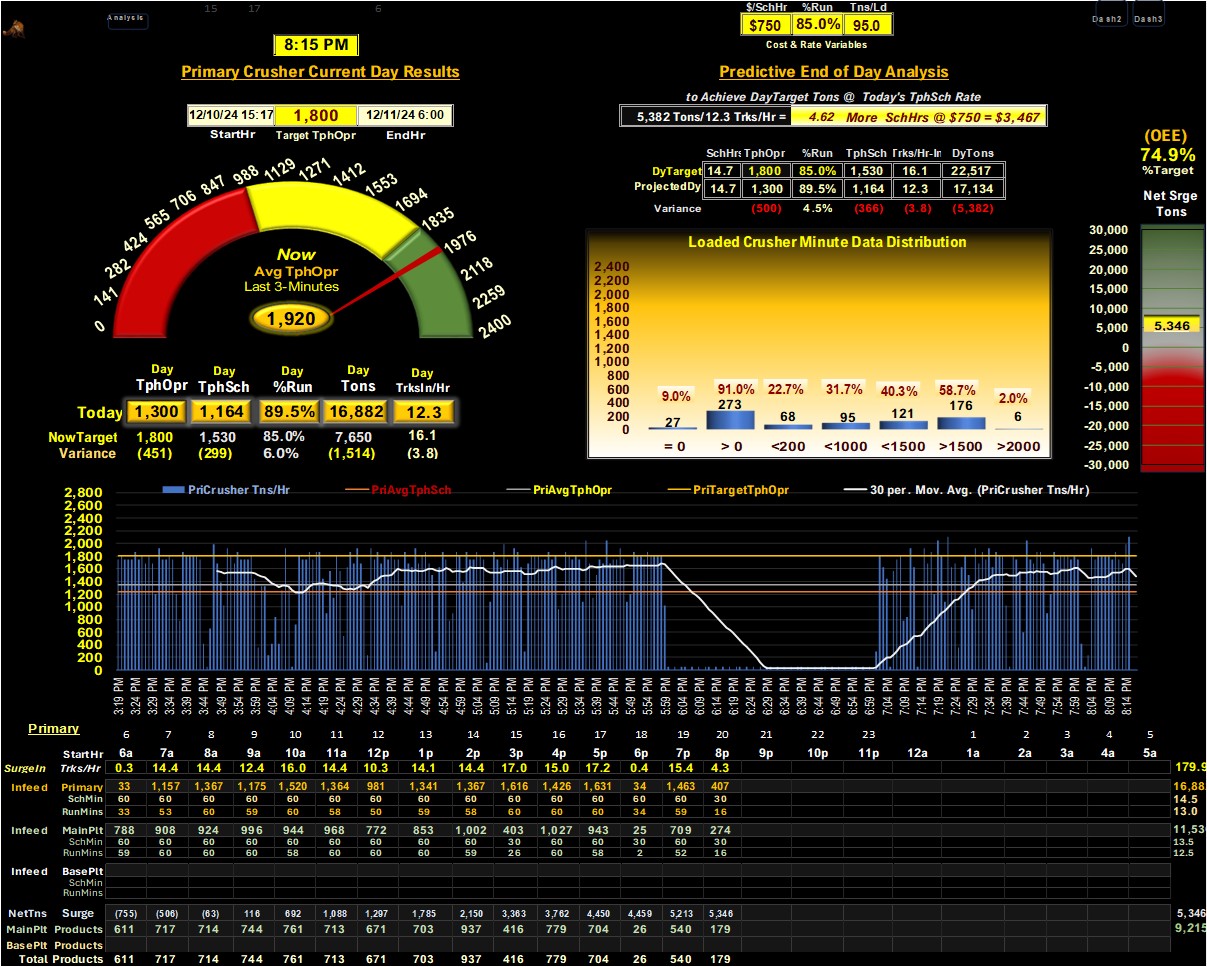 15 17 6
Analysis
$/SchHr %Run Tns/Ld
$750 85.0% 95.0
Cost & Rate Variables
Dash2 Dash3
8:15 PM
Primary Crusher Current Day Results
Predictive End of Day Analysis
to Achieve DayTarget Tons @ Today's TphSch Rate
12/10/24 15:17 1,800 12/11/24 6:00
StartHr Target TphOpr EndHr
5,382 Tons/12.3 Trks/Hr = 4.62 More SchHrs @ $750 = $3,467
(OEE)
74.9%
%Target
SchHrs TphOpr %Run TphSch Trks/Hr-In DyTons
DyTarget 14.7 1,800 85.0% 1,530 16.1 22,517
ProjectedDy 14.7 1,300 89.5% 1,164 12.3 17,134
Variance (500) 4.5% (366) (3.8) (5,382)
0 141 282 424 565 706 847 988 1129 1271 1412 1553 1694 1835 1976 2118 2259 2400
Now
Avg TphOpr
Last 3-Minutes
1,920
Net Srge
Tons
30,000
25,000
20,000
15,000
10,000
5,000
0
-5,000
-10,000
-15,000
-20,000
-25,000
-30,000
5,346
Loaded Crusher Minute Data Distribution
2,400
2,200
2,000
1,800
1,600
1,400
1,200
1,000
800
600
400
200
0
9.0% 91.0% 22.7% 31.7% 40.3% 58.7% 2.0%
27 273 68 95 121 176 6
= 0 > 0 <200 <1000 <1500 >1500 >2000
Day Day Day Day Day
TphOpr TphSch %Run Tons TrksIn/Hr
Today 1,300 1,164 89.5% 16,882 12.3
NowTarget 1,800 1,530 85.0% 7,650 16.1
Variance (451) (299) 6.0% (1,514) (3.8)
PriCrusher Tns/Hr PriAvgTphSch PriAvgTphOpr PriTargetTphOpr 30 per. Mov. Avg. (PriCrusher Tns/Hr)
2,800
2,600
2,400
2,200
2,000
1,800
1,600
1,400
1,200
1,000
800
600
400
200
0
3:19 PM 3:24 PM 3:29 PM 3:34 PM 3:39 PM 3:44 PM 3:49 PM 3:54 PM 3:59 PM 4:04 PM 4:09 PM 4:14 PM 4:19 PM 4:24 PM 4:29 PM 4:34 PM 4:39 PM 4:44 PM 4:49 PM 4:54 PM 4:59 PM 5:04 PM 5:09 PM 5:14 PM 5:19 PM 5:24 PM 5:29 PM 5:34 PM 5:39 PM 5:44 PM 5:49 PM 5:54 PM 5:59 PM 6:04 PM 6:09 PM 6:14 PM 6:19 PM 6:24 PM 6:29 PM 6:34 PM 6:39 PM 6:44 PM 6:49 PM 6:54 PM 6:59 PM 7:04 PM 7:09 PM 7:14 PM 7:19 PM 7:24 PM 7:29 PM 7:34 PM 7:39 PM 7:44 PM 7:49 PM 7:54 PM 7:59 PM 8:04 PM 8:09 PM 8:14 PM
Primary 6 7 8 9 10 11 12 13 14 15 16 17 18 19 20 21 22 23 1 2 3 4 5
StartHr 6a 7a 8a 9a 10a 11a 12p 1p 2p 3p 4p 5p 6p 7p 8p 9p 10p 11p 12a 1a 2a 3a 4a 5a
SurgeIn Trks/Hr 0.3 14.4 14.4 12.4 16.0 14.4 10.3 14.1 14.4 17.0 15.0 17.2 0.4 15.4 4.3 179.9
Infeed Primary 33 1,157 1,367 1,175 1,520 1,364 981 1,341 1,367 1,616 1,426 1,631 34 1,463 407 16,88
SchMin 60 60 60 60 60 60 60 60 60 60 60 60 60 60 30 14.5
RunMins 33 53 60 59 58 50 59 58 60 60 60 34 59 16 13.0
Infeed MainPlt 788 908 924 996 944 968 772 853 1,002 403 1,027 943 25 709 274 11,53
SchMin 60 60 60 60 60 60 60 60 60 30 60 60 30 60 30 13.5
RunMins 59 60 60 60 58 60 60 60 59 26 60 58 2 52 16 12.5
Infeed BasePlt
SchMin
RunMins
NetTns Surge (755) (506) (63) 116 692 1,088 1,297 1,785 2,150 3,363 3,762 4,450 4,459 5,213 5,346 5,346
MainPlt Products 611 717 714 744 761 713 671 703 937 416 779 704 26 540 179 9,215
BasePlt Products
Total Products 611 717 714 744 761 713 671 703 937 416 779 704 26 540 179